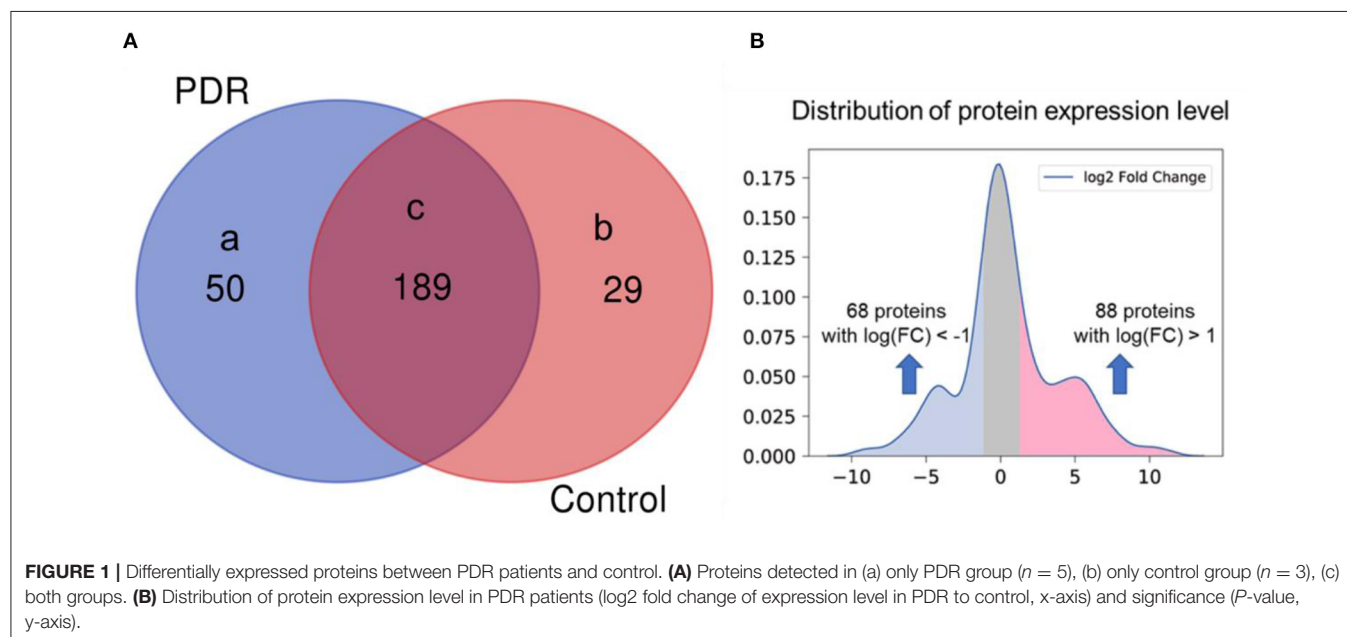 A
PDR
a
50
c
189
b
29
Control
B
Distribution of protein expression level
log2 Fold Change
0.175
0.150
0.125
0.100
0.075
0.050
0.025
0.000
68 proteins
with log(FC) < -1
88 proteins
with log(FC) > 1
−10
−5
0
5
10
FIGURE 1 | Differentially expressed proteins between PDR patients and control. (A) Proteins detected in (a) only PDR group (n = 5), (b) only control group (n = 3), (c)
both groups. (B) Distribution of protein expression level in PDR patients (log2 fold change of expression level in PDR to control, x-axis) and significance (P-value,
y-axis).